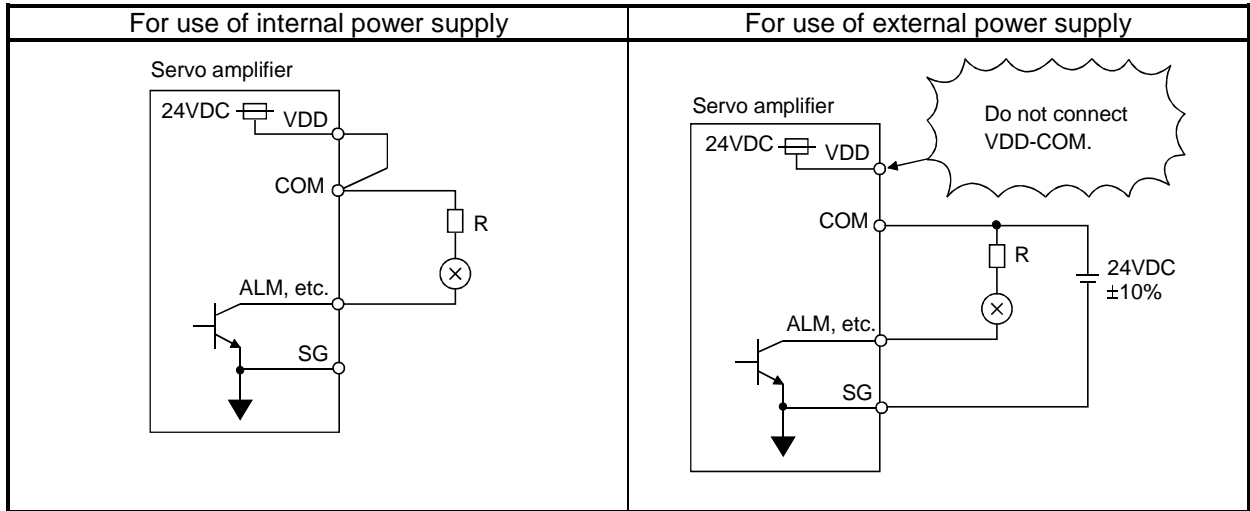 For use of internal power supply
For use of external power supply
Servo amplifier
24VDC
VDD
COM
R
ALM, etc.
SG
Servo amplifier
24VDC
VDD
Do not connect
VDD-COM.
COM
R
24VDC
±10%
ALM, etc.
SG